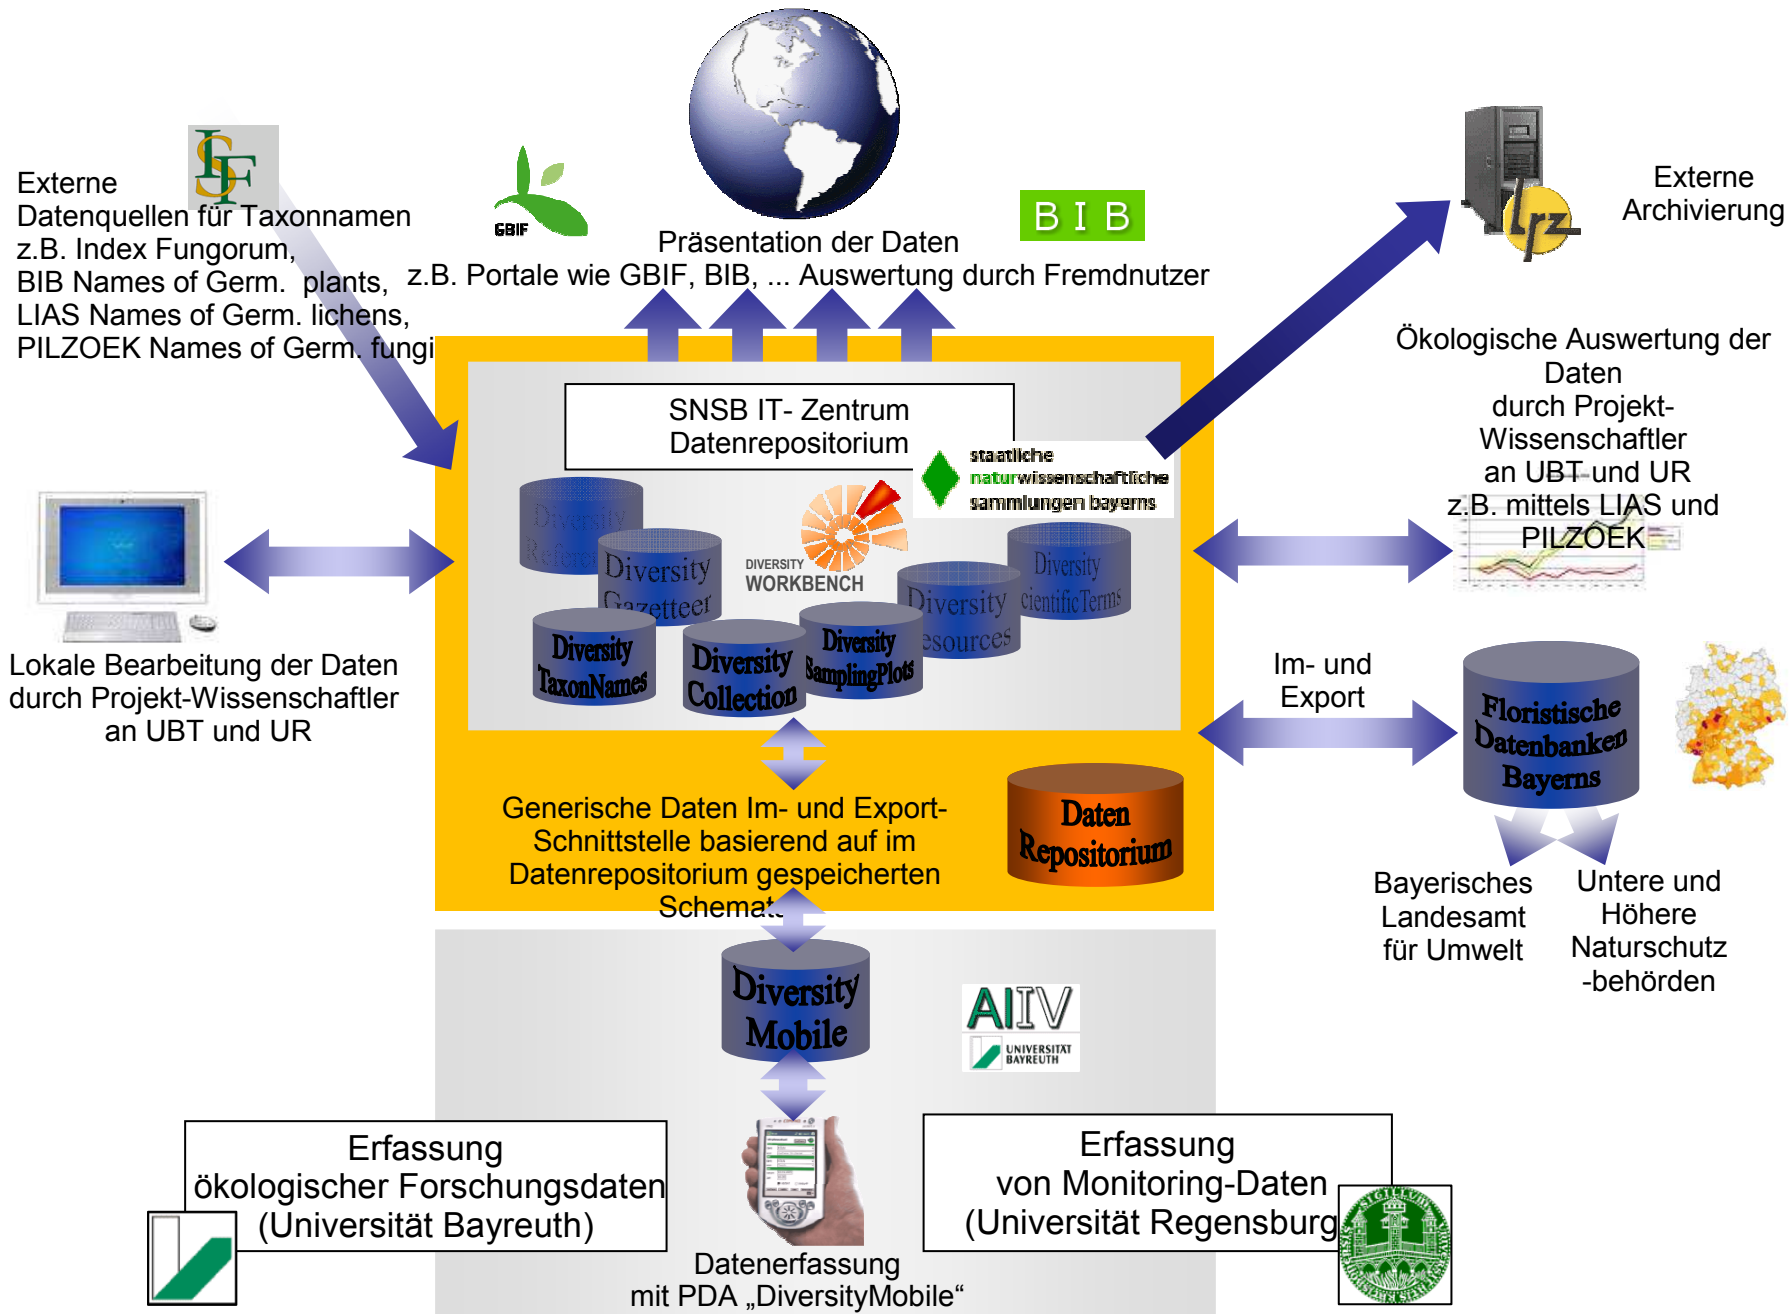 Externe
Datenquellen für Taxonnamen
z.B. Index Fungorum,
BIB Names of Germ. plants,
LIAS Names of Germ. lichens,
PILZOEK Names of Germ. fungi
ISF
GBIF
BIB
Präsentation der Daten
z.B. Portale wie GBIF, BIB, ... Auswertung durch Fremdnutzer
lrz
Externe
Archivierung
SNSB IT- Zentrum
Datenrepositorium
staatliche
naturwissenschaftliche
sammlungen bayerns
Ökologische Auswertung der
Daten
durch Projekt-
Wissenschaftler
an UBT und UR
z.B. mittels LIAS und
PILZOEK
Diversity
Diversity
Gazetteer
DIVERSITY
WORKBENCH
Diversity
esources
Diversity
cientificTerms
Diversity
TaxonNames
Diversity
Collection
Diversity
SamplingPlots
Lokale Bearbeitung der Daten
durch Projekt-Wissenschaftler
an UBT und UR
Im- und
Export
Floristische
Datenbanken
Bayerns
Generische Daten Im- und Export-
Schnittstelle basierend auf im
Datenrepositorium gespeicherten
Schemata
Daten
Repositorium
Bayerisches
Landesamt
für Umwelt
Untere und
Höhere
Naturschutz
-behörden
Diversity
Mobile
AIIV
UNIVERSITÄT
BAYREUTH
Erfassung
ökologischer Forschungsdaten
(Universität Bayreuth)
Erfassung
von Monitoring-Daten
(Universität Regensburg
Datenerfassung
mit PDA „DiversityMobile“